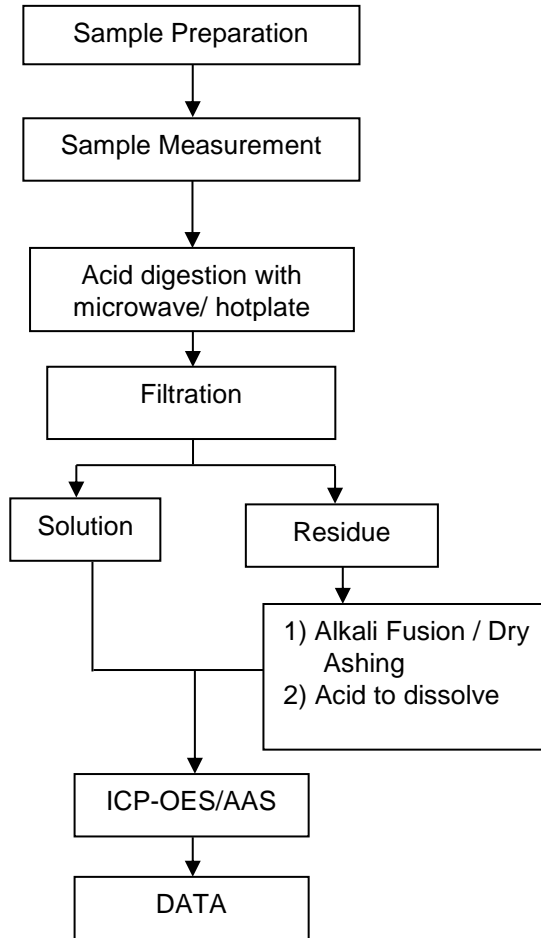 Sample Preparation
Sample Measurement
Acid digestion with
microwave/ hotplate
Filtration
Solution
Residue
1) Alkali Fusion / Dry
Ashing
2) Acid to dissolve
ICP-OES/AAS
DATA